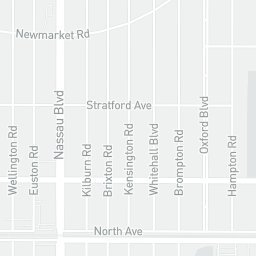 Newmarket Rd
Stratford Ave
Wellington Rd
Euston Rd
Nassau Blvd
Kilburn Rd
Brixton Rd
Kensington Rd
Whitehall Blvd
Brompton Rd
Oxford Blvd
Hampton Rd
North Ave